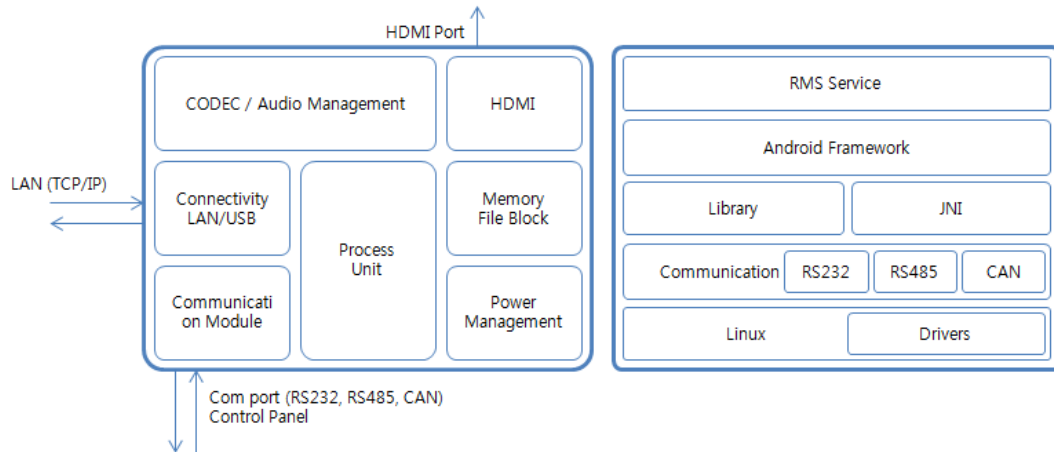 HDMI Port
CODEC / Audio Management
HDMI
RMS Service
Android Framework
LAN (TCP/IP)
Connectivity
LAN/USB
Process
Unit
Memory
File Block
Library
JNI
Communication
RS232
RS485
CAN
Communicati
on Module
Power
Management
Linux
Drivers
Com port (RS232, RS485, CAN)
Control Panel